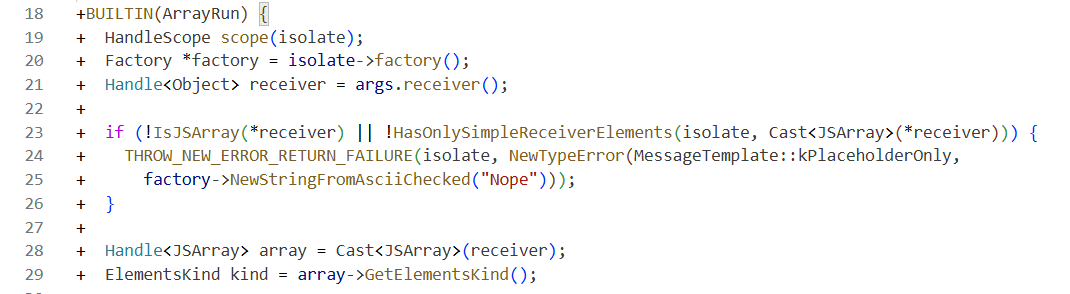 18 +BUILTIN(ArrayRun) {
19 +  HandleScope scope(isolate);
20 +  Factory *factory = isolate->factory();
21 +  Handle<Object> receiver = args.receiver();
22 +
23 +  if (!IsJSArray(*receiver) || !HasOnlySimpleReceiverElements(isolate, Cast<JSArray>(*receiver))) {
24 +    THROW_NEW_ERROR_RETURN_FAILURE(isolate, NewTypeError(MessageTemplate::kPlaceholderOnly,
25 +      factory->NewStringFromAsciiChecked("Nope")));
26 +  }
27 +
28 +  Handle<JSArray> array = Cast<JSArray>(receiver);
29 +  ElementsKind kind = array->GetElementsKind();